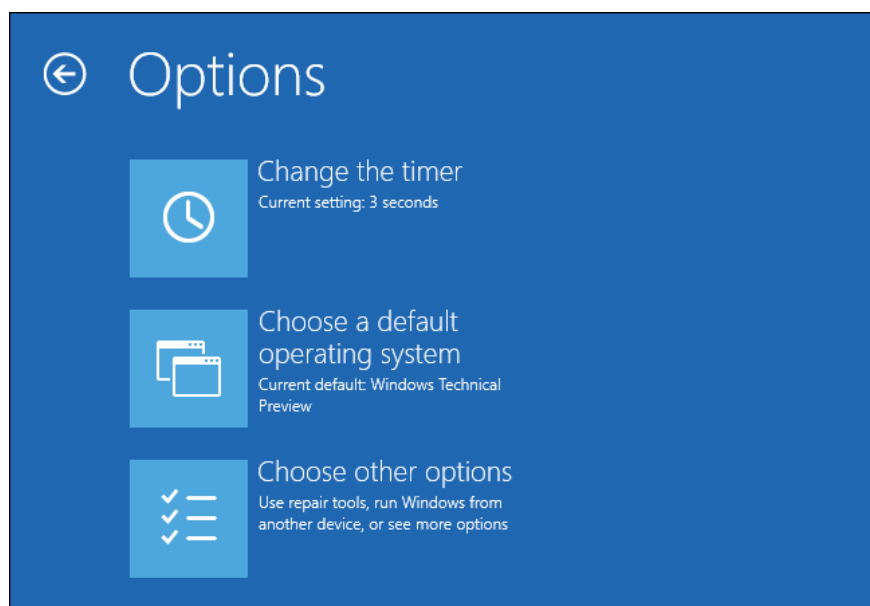 Options
Change the timer
Current setting: 3 seconds
Choose a default
operating system
Current default: Windows Technical
Preview
Choose other options
Use repair tools, run Windows from
another device, or see more options